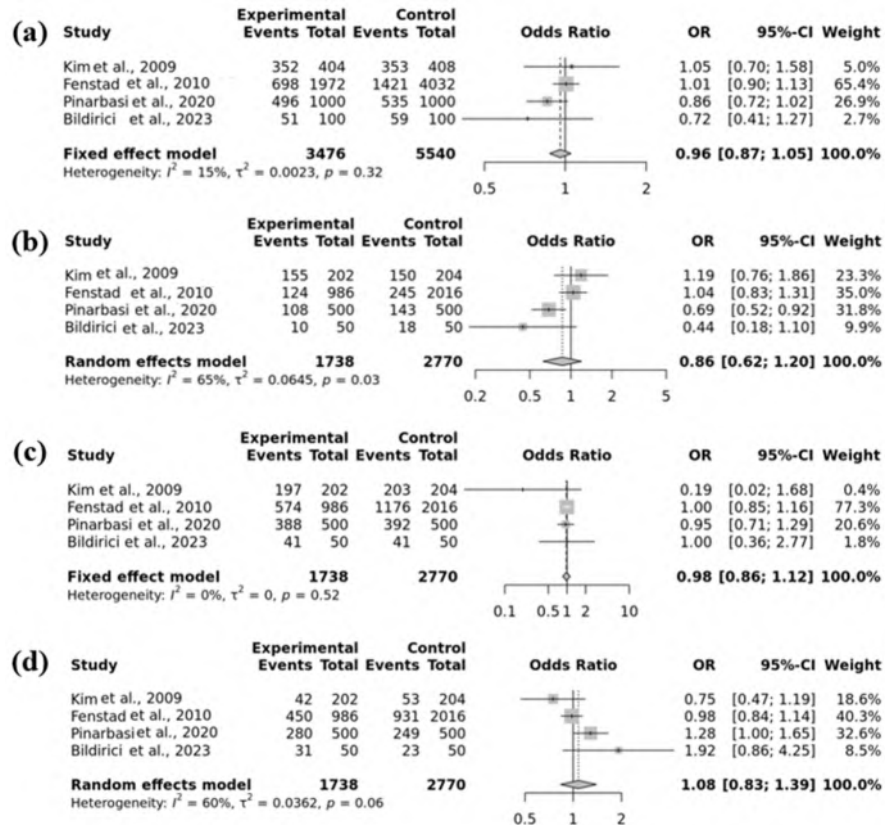 (a)
Experimental Control
Study Events Total Events Total Odds Ratio OR 95%-CI Weight
Kim et al., 2009 352 404 353 408 1.05 [0.70; 1.58] 5.0%
Fenstad et al., 2010 698 1972 1421 4032 1.01 [0.90; 1.13] 65.4%
Pinarbasi et al., 2020 496 1000 535 1000 0.86 [0.72; 1.02] 26.9%
Bildirici et al., 2023 51 100 59 100 0.72 [0.41; 1.27] 2.7%
Fixed effect model 3476 5540 0.96 [0.87; 1.05] 100.0%
Heterogeneity: I² = 15%, τ² = 0.0023, p = 0.32
0.5 1 2
(b)
Experimental Control
Study Events Total Events Total Odds Ratio OR 95%-CI Weight
Kim et al., 2009 155 202 150 204 1.19 [0.76; 1.86] 23.3%
Fenstad et al., 2010 124 986 245 2016 1.04 [0.83; 1.31] 35.0%
Pinarbasi et al., 2020 108 500 143 500 0.69 [0.52; 0.92] 31.8%
Bildirici et al., 2023 10 50 18 50 0.44 [0.18; 1.10] 9.9%
Random effects model 1738 2770 0.86 [0.62; 1.20] 100.0%
Heterogeneity: I² = 65%, τ² = 0.0645, p = 0.03
0.2 0.5 1 2 5
(c)
Experimental Control
Study Events Total Events Total Odds Ratio OR 95%-CI Weight
Kim et al., 2009 197 202 203 204 0.19 [0.02; 1.68] 0.4%
Fenstad et al., 2010 574 986 1176 2016 1.00 [0.85; 1.16] 77.3%
Pinarbasi et al., 2020 388 500 392 500 0.95 [0.71; 1.29] 20.6%
Bildirici et al., 2023 41 50 41 50 1.00 [0.36; 2.77] 1.8%
Fixed effect model 1738 2770 0.98 [0.86; 1.12] 100.0%
Heterogeneity: I² = 0%, τ² = 0, p = 0.52
0.1 0.5 1 2 10
(d)
Experimental Control
Study Events Total Events Total Odds Ratio OR 95%-CI Weight
Kim et al., 2009 42 202 53 204 0.75 [0.47; 1.19] 18.6%
Fenstad et al., 2010 450 986 931 2016 0.98 [0.84; 1.14] 40.3%
Pinarbasi et al., 2020 280 500 249 500 1.28 [1.00; 1.65] 32.6%
Bildirici et al., 2023 31 50 23 50 1.92 [0.86; 4.25] 8.5%
Random effects model 1738 2770 1.08 [0.83; 1.39] 100.0%
Heterogeneity: I² = 60%, τ² = 0.0362, p = 0.06
0.5 1 2